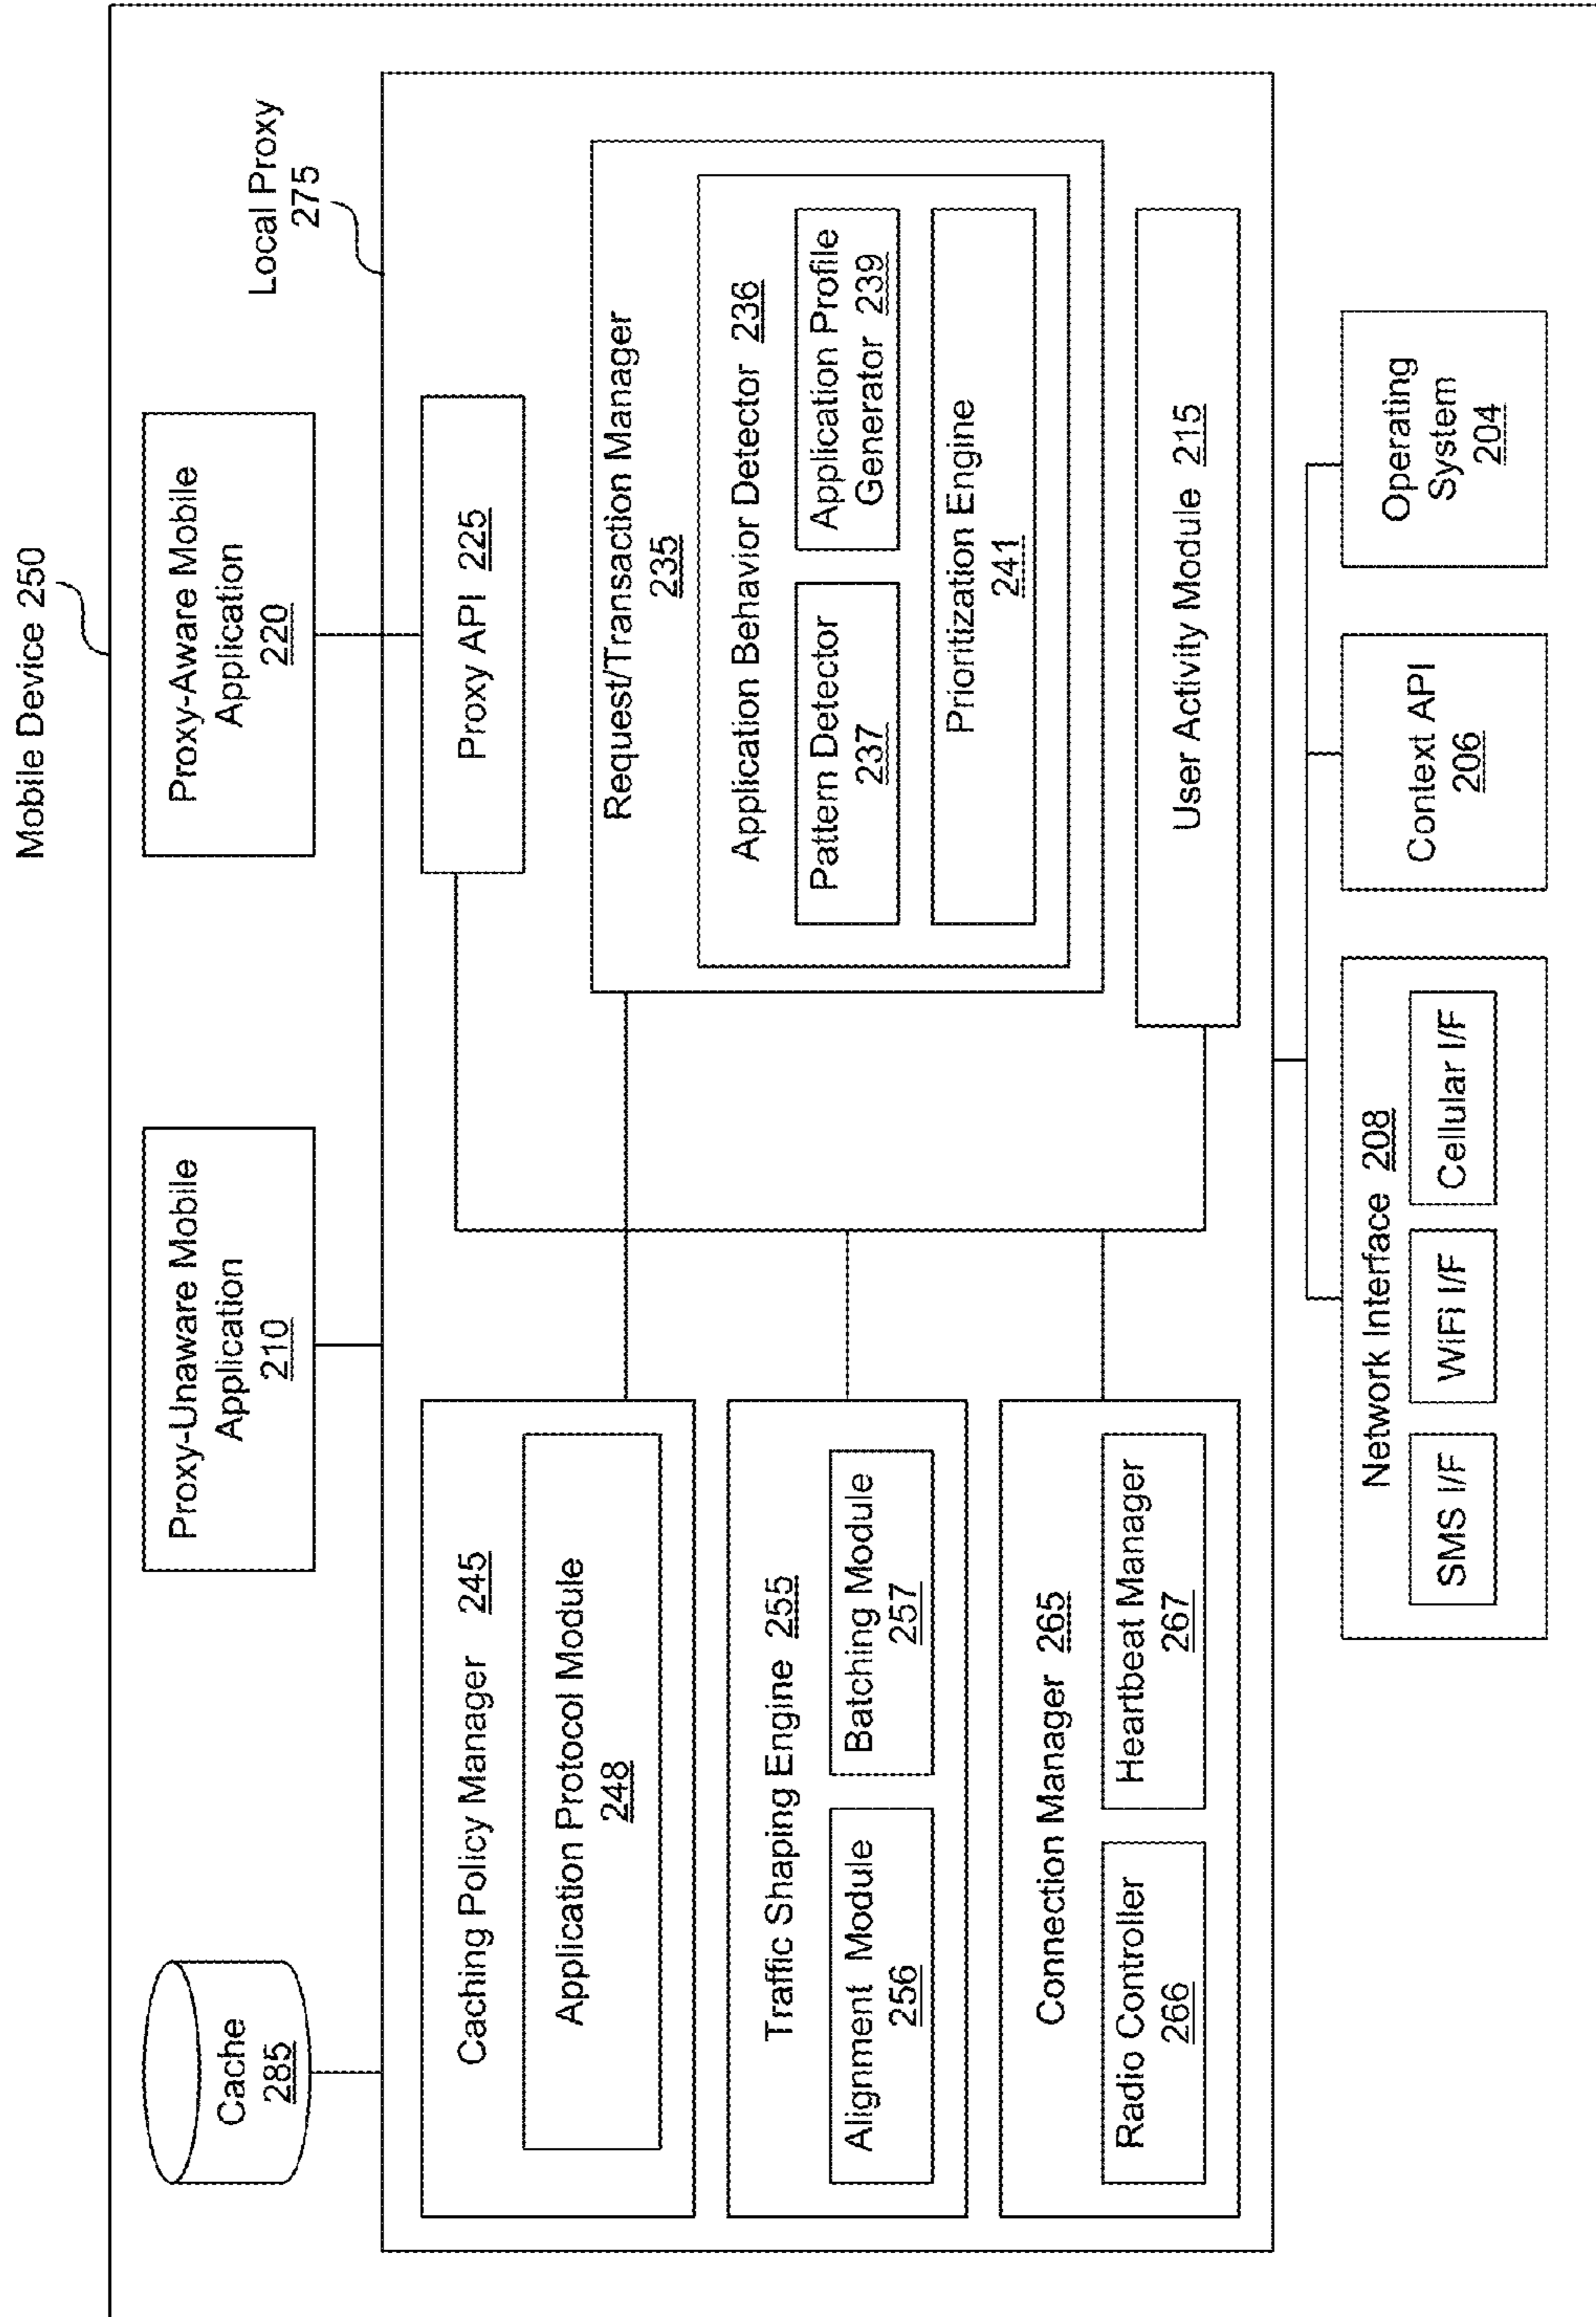 Mobile Device 250
Cache
285
Proxy-Unaware Mobile
Application
210
Proxy-Aware Mobile
Application
220
Local Proxy
275
Caching Policy Manager 245
Application Protocol Module
248
Traffic Shaping Engine 255
Alignment Module
256
Batching Module
257
Connection Manager 265
Radio Controller
266
Heartbeat Manager
267
Proxy API 225
Request/Transaction Manager
235
Application Behavior Detector 236
Pattern Detector
237
Application Profile
Generator 239
Prioritization Engine
241
User Activity Module 215
Network Interface 208
SMS I/F
WiFi I/F
Cellular I/F
Context API
206
Operating
System
204